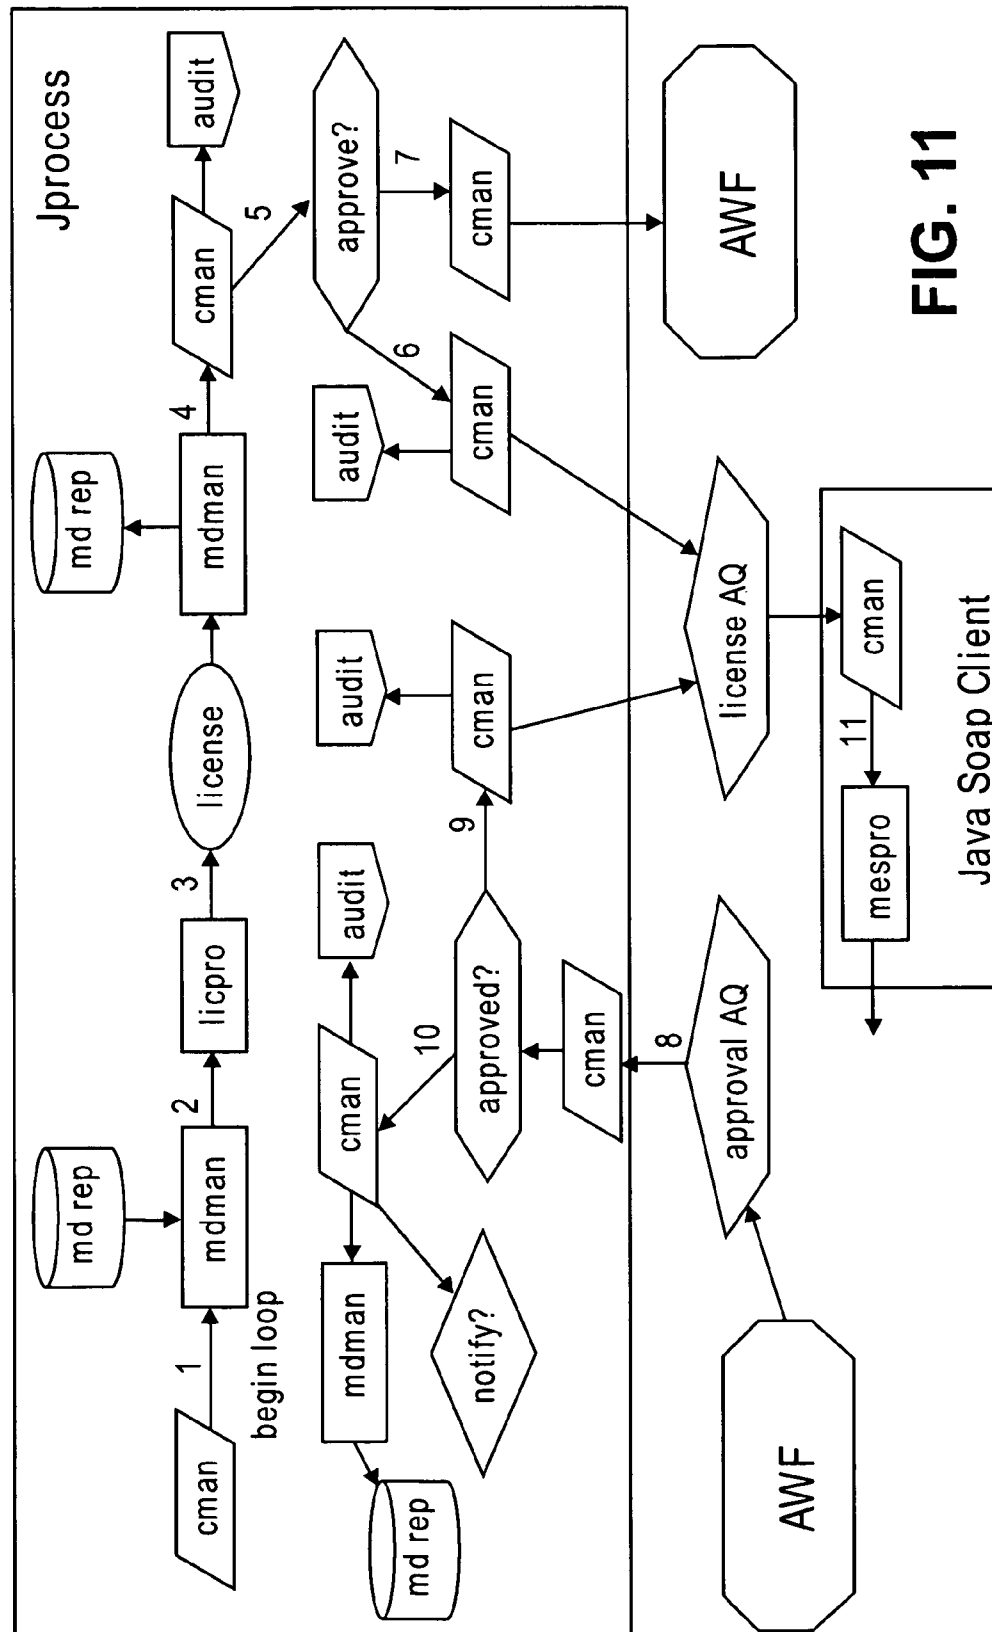 Jprocess
md rep
md rep
cman
1
mdman
2
licpro
3
license
mdman
4
cman
audit
begin loop
5
mdman
cman
audit
audit
audit
approve?
md rep
notify?
10
approved?
9
cman
6
cman
7
cman
cman
8
AWF
approval AQ
license AQ
AWF
mespro
11
cman
Java Soap Client
FIG. 11